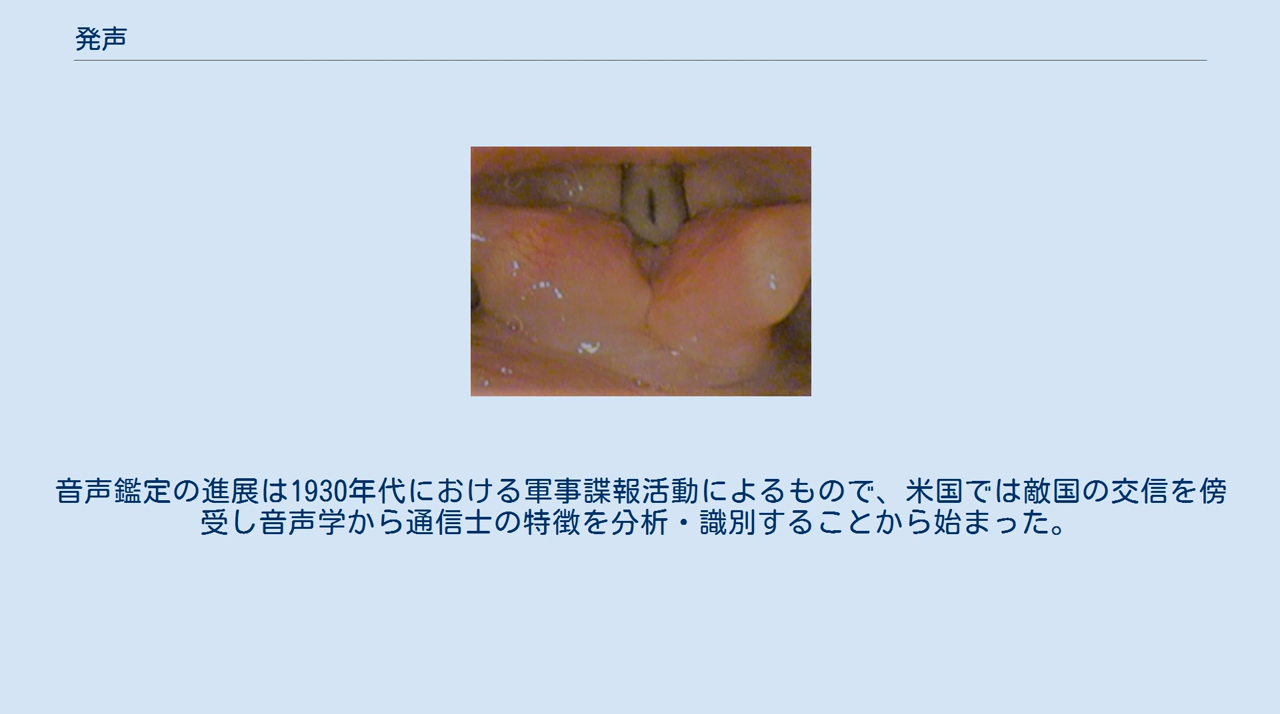 発声
音声鑑定の進展は1930年代における軍事諜報活動によるもので、米国では敵国の交信を傍
受し音声学から通信士の特徴を分析・識別することから始まった。